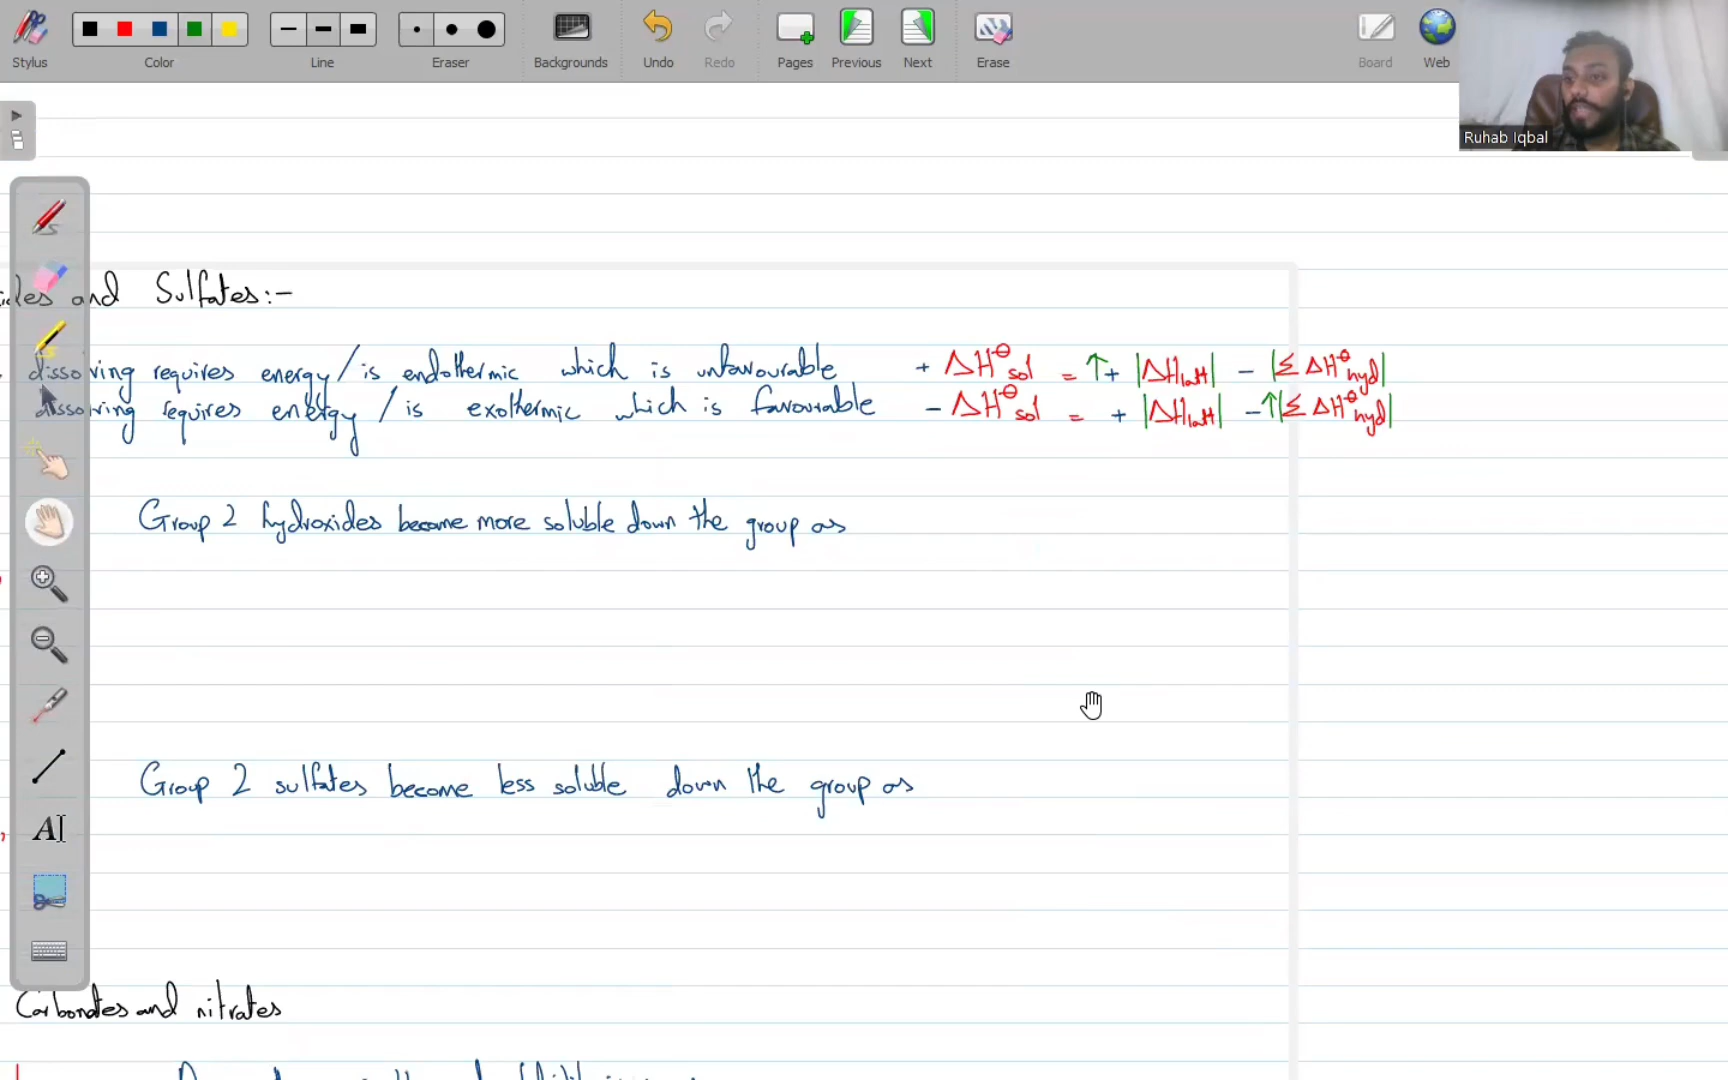 Stylus
Color
Line
Eraser
Backgrounds
Undo
Redo
Pages
Previous
Next
Erase
Board
Web
Ruhab Iqbal
ides and Sulfates:-
dissolving requires energy / is endothermic which is unfavourable + ΔH⊖sol = ↑+ |ΔHlatt| - |Σ ΔH⊖hyd|
dissolving requires energy / is exothermic which is favourable - ΔH⊖sol = + |ΔHlatt| -↑|Σ ΔH⊖hyd|
Group 2 hydroxides become more soluble down the group as
Group 2 sulfates become less soluble down the group as
AI
Carbonates and nitrates